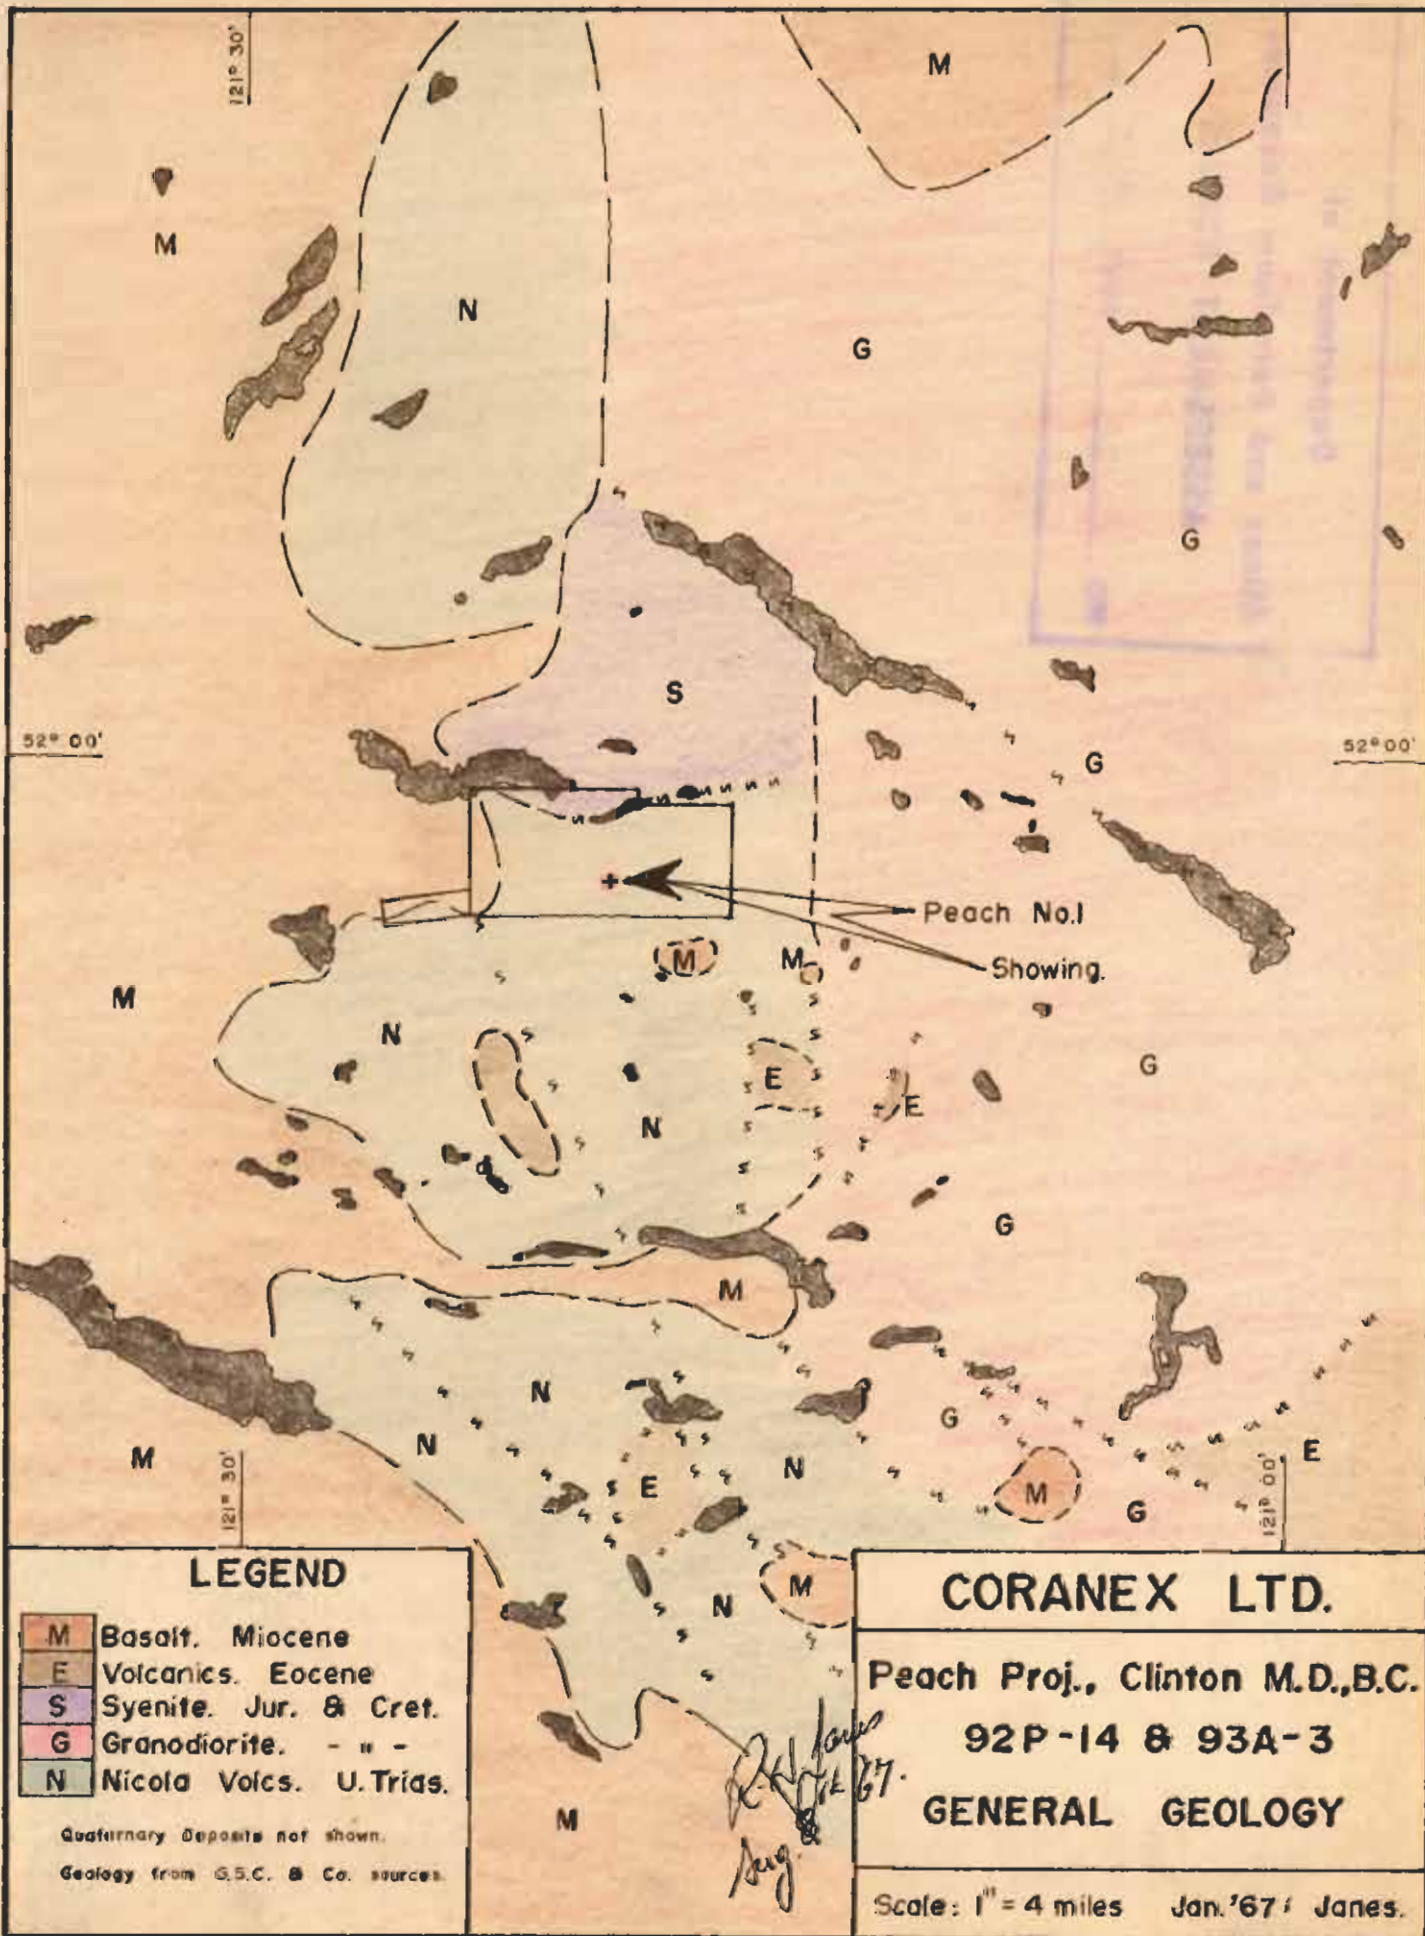 121° 30'
M
M
N
G
G
S
52° 00'
52° 00'
G
Peach No.1
M
M
Showing.
M
N
E
G
E
N
G
M
N
N
G
E
M
N
E
M
G
121° 30'
121° 00'
M
N
M
LEGEND
M Basalt. Miocene
E Volcanics. Eocene
S Syenite. Jur. & Cret.
G Granodiorite. - " -
N Nicola Volcs. U. Trias.
Quaternary Deposits not shown.
Geology from G.S.C. & Co. sources.
CORANEX LTD.
Peach Proj., Clinton M.D., B.C.
92P-14 & 93A-3
GENERAL GEOLOGY
Scale: 1" = 4 miles Jan. '67: Janes.